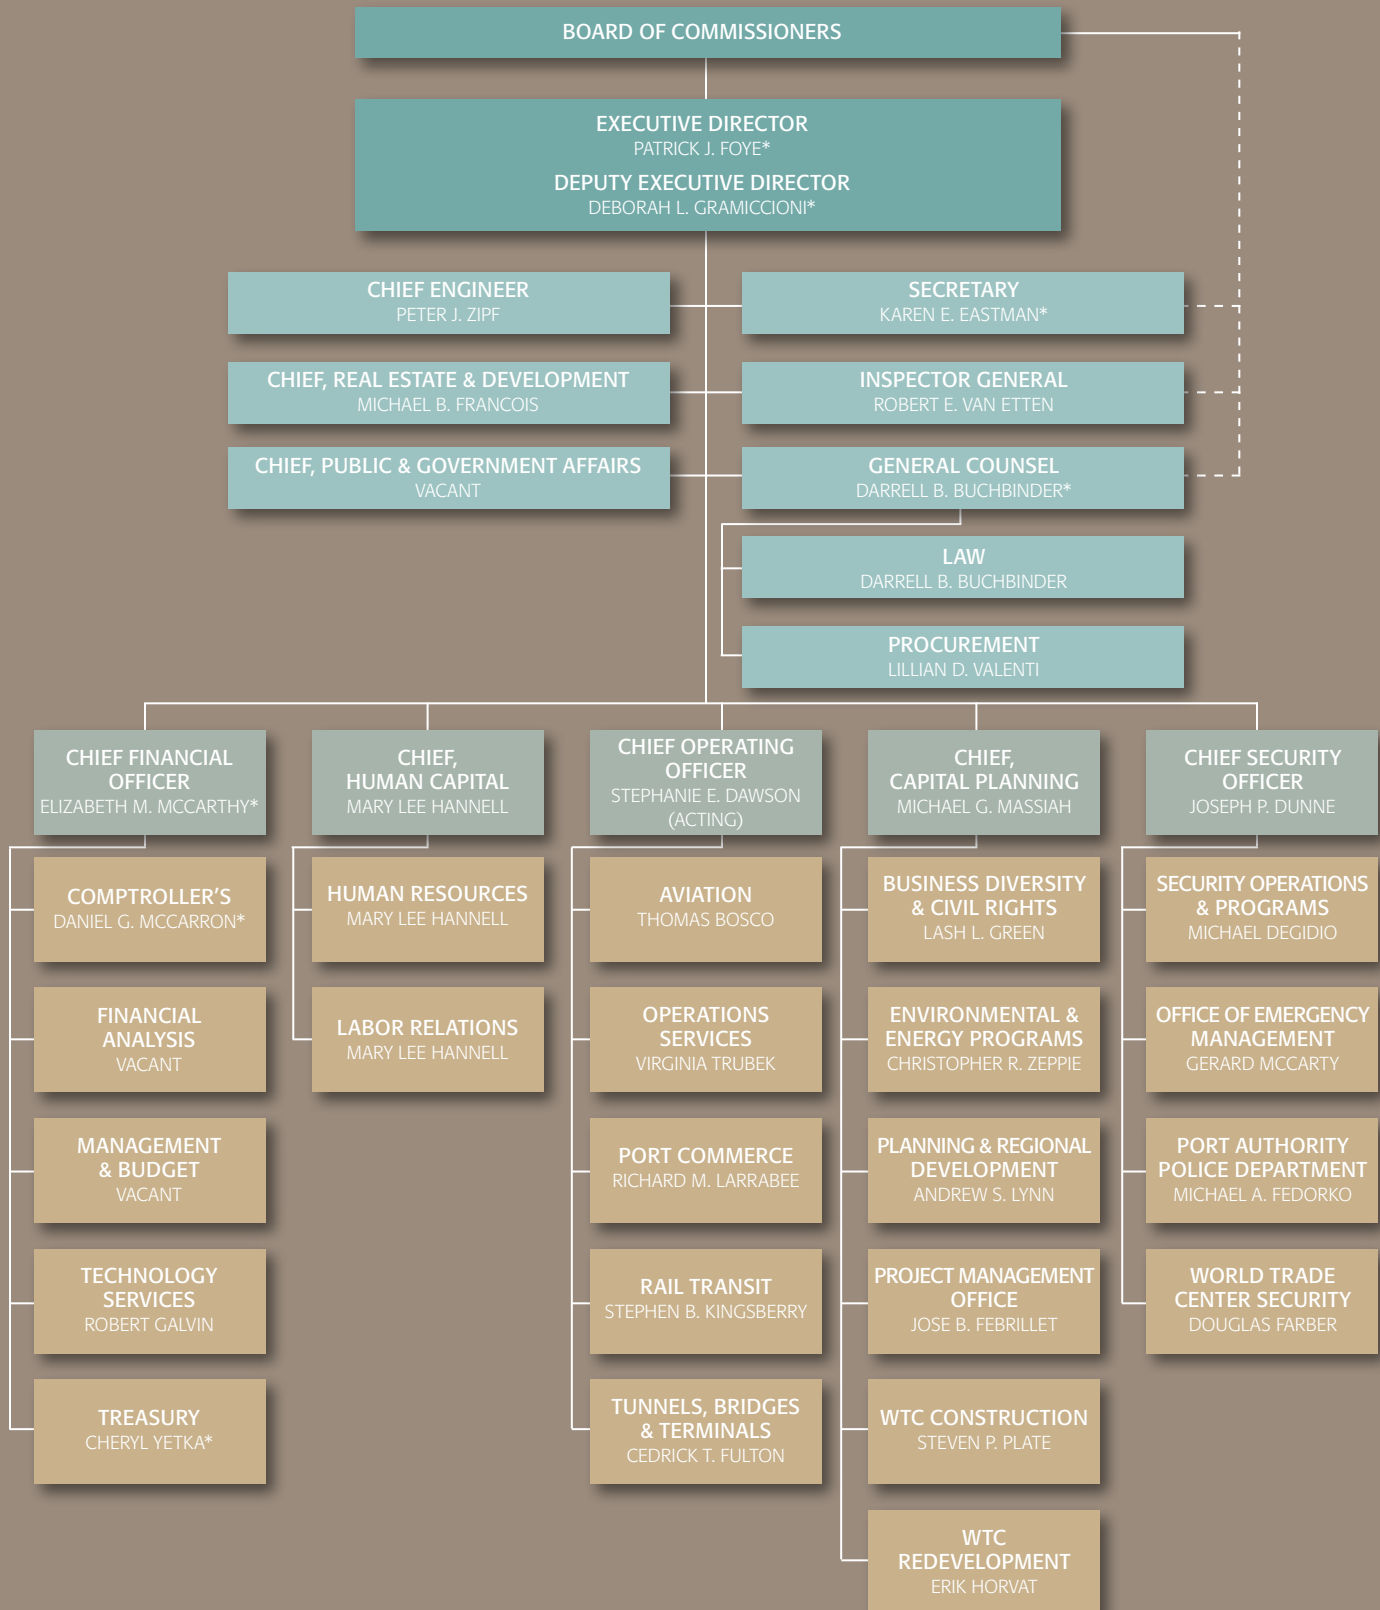 BOARD OF COMMISSIONERS
EXECUTIVE DIRECTOR
PATRICK J. FOYE*
DEPUTY EXECUTIVE DIRECTOR
DEBORAH L. GRAMICCIONI*
CHIEF ENGINEER
PETER J. ZIPF
SECRETARY
KAREN E. EASTMAN*
CHIEF, REAL ESTATE & DEVELOPMENT
MICHAEL B. FRANCOIS
INSPECTOR GENERAL
ROBERT E. VAN ETTEN
CHIEF, PUBLIC & GOVERNMENT AFFAIRS
VACANT
GENERAL COUNSEL
DARRELL B. BUCHBINDER*
LAW
DARRELL B. BUCHBINDER
PROCUREMENT
LILLIAN D. VALENTI
CHIEF FINANCIAL
OFFICER
ELIZABETH M. MCCARTHY*
CHIEF,
HUMAN CAPITAL
MARY LEE HANNELL
CHIEF OPERATING
OFFICER
STEPHANIE E. DAWSON
(ACTING)
CHIEF,
CAPITAL PLANNING
MICHAEL G. MASSIAH
CHIEF SECURITY
OFFICER
JOSEPH P. DUNNE
COMPTROLLER'S
DANIEL G. MCCARRON*
HUMAN RESOURCES
MARY LEE HANNELL
AVIATION
THOMAS BOSCO
BUSINESS DIVERSITY
& CIVIL RIGHTS
LASH L. GREEN
SECURITY OPERATIONS
& PROGRAMS
MICHAEL DEGIDIO
FINANCIAL
ANALYSIS
VACANT
LABOR RELATIONS
MARY LEE HANNELL
OPERATIONS
SERVICES
VIRGINIA TRUBEK
ENVIRONMENTAL &
ENERGY PROGRAMS
CHRISTOPHER R. ZEPPIE
OFFICE OF EMERGENCY
MANAGEMENT
GERARD MCCARTY
MANAGEMENT
& BUDGET
VACANT
PORT COMMERCE
RICHARD M. LARRABEE
PLANNING & REGIONAL
DEVELOPMENT
ANDREW S. LYNN
PORT AUTHORITY
POLICE DEPARTMENT
MICHAEL A. FEDORKO
TECHNOLOGY
SERVICES
ROBERT GALVIN
RAIL TRANSIT
STEPHEN B. KINGSBERRY
PROJECT MANAGEMENT
OFFICE
JOSE B. FEBRILLET
WORLD TRADE
CENTER SECURITY
DOUGLAS FARBER
TREASURY
CHERYL YETKA*
TUNNELS, BRIDGES
& TERMINALS
CEDRICK T. FULTON
WTC CONSTRUCTION
STEVEN P. PLATE
WTC
REDEVELOPMENT
ERIK HORVAT